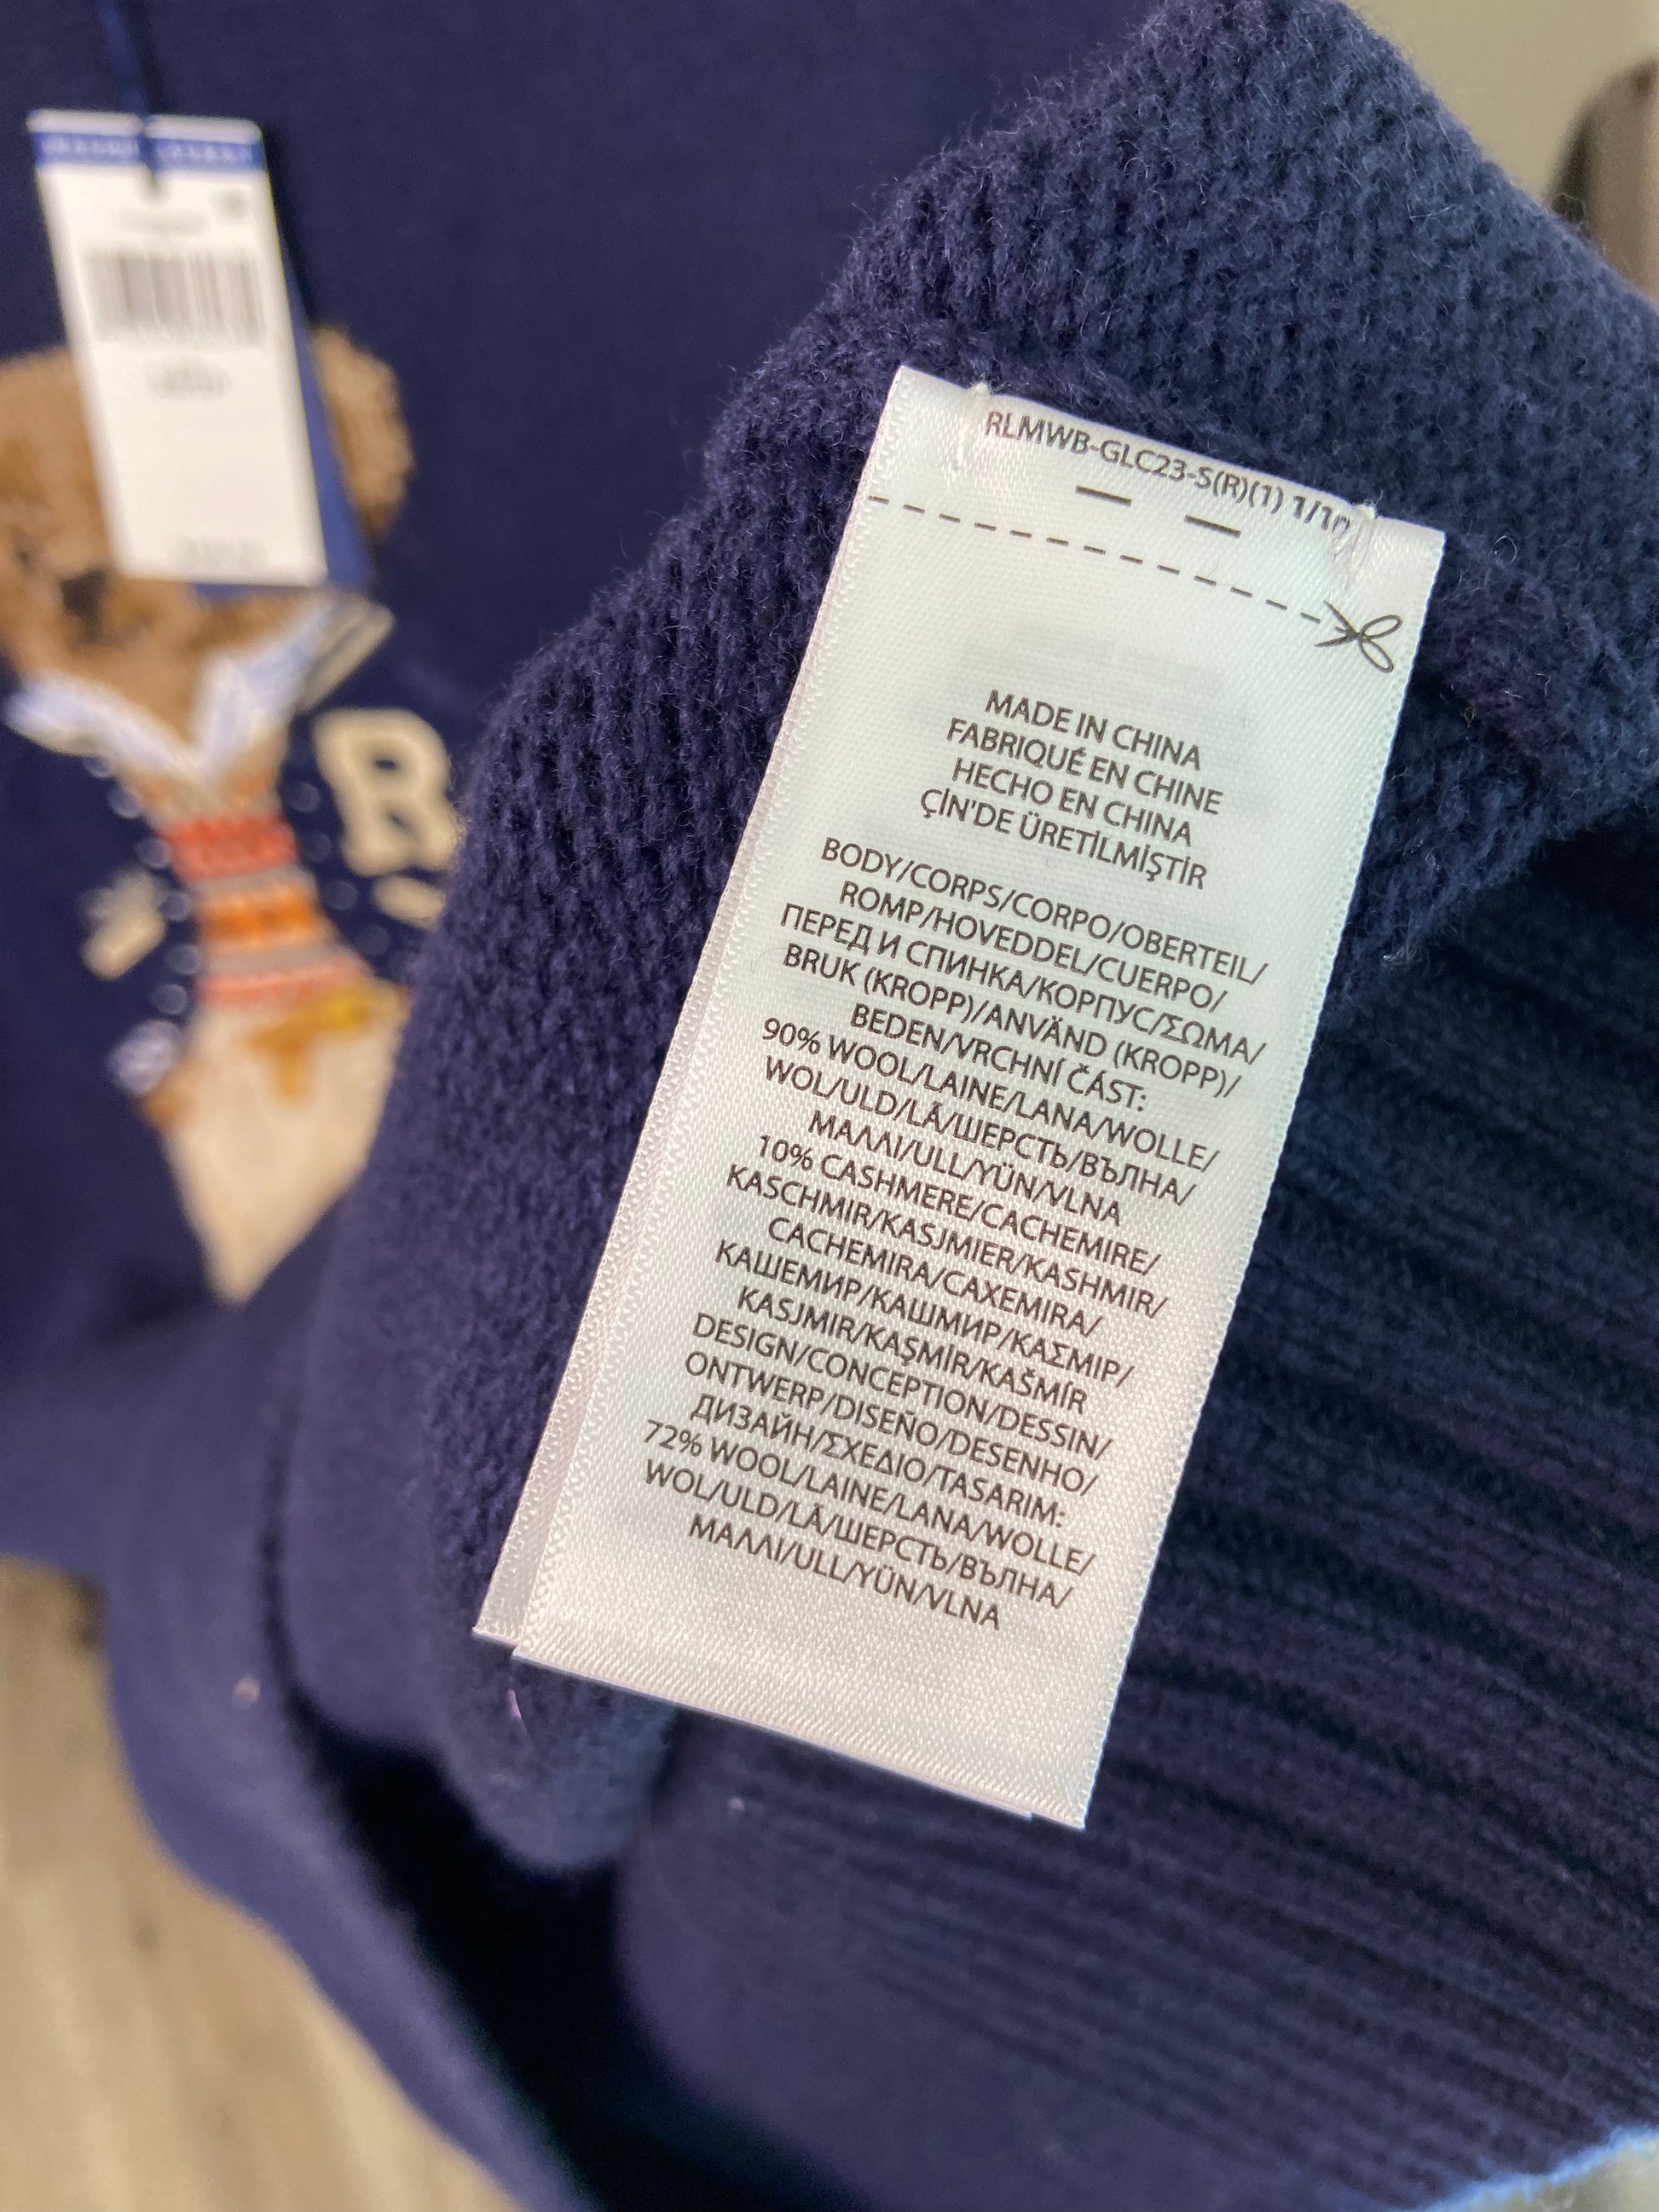 RLMWB-GLC23-S(R)(1) 1/10
MADE IN CHINA
FABRIQUÉ EN CHINE
HECHO EN CHINA
ÇİN'DE ÜRETİLMİŞTİR
BODY/CORPS/CORPO/OBERTEIL/
ROMP/HOVEDDEL/CUERPO/
ПЕРЕД И СПИНКА/КОРПУС/ΣΩΜΑ/
BRUK (KROPP)/ANVÄND (KROPP)/
BEDEN/VRCHNÍ ČÁST:
90% WOOL/LAINE/LANA/WOLLE/
WOL/ULD/LÃ/ШЕРСТЬ/ВЪЛНА/
ΜΑΛΛΙ/ULL/YÜN/VLNA
10% CASHMERE/CACHEMIRE/
KASCHMIR/KASJMIER/KASHMIR/
CACHEMIRA/CAXEMIRA/
КАШЕМИР/КАШМИР/ΚΑΣΜΙΡ/
KASJMIR/KAŞMİR/KAŠMÍR
DESIGN/CONCEPTION/DESSIN/
ONTWERP/DISEÑO/DESENHO/
ДИЗАЙН/ΣΧΕΔΙΟ/TASARIM:
72% WOOL/LAINE/LANA/WOLLE/
WOL/ULD/LÃ/ШЕРСТЬ/ВЪЛНА/
ΜΑΛΛΙ/ULL/YÜN/VLNA
R